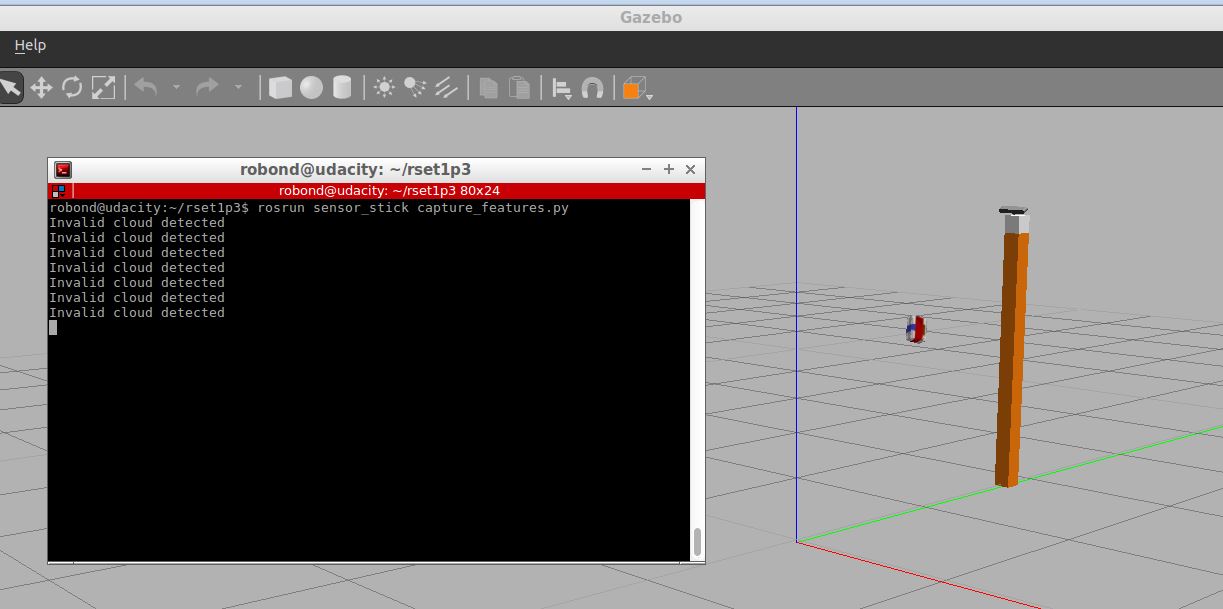 Gazebo
Help
robond@udacity: ~/rset1p3
robond@udacity: ~/rset1p3 80x24
robond@udacity:~/rset1p3$ rosrun sensor_stick capture_features.py
Invalid cloud detected
Invalid cloud detected
Invalid cloud detected
Invalid cloud detected
Invalid cloud detected
Invalid cloud detected
Invalid cloud detected